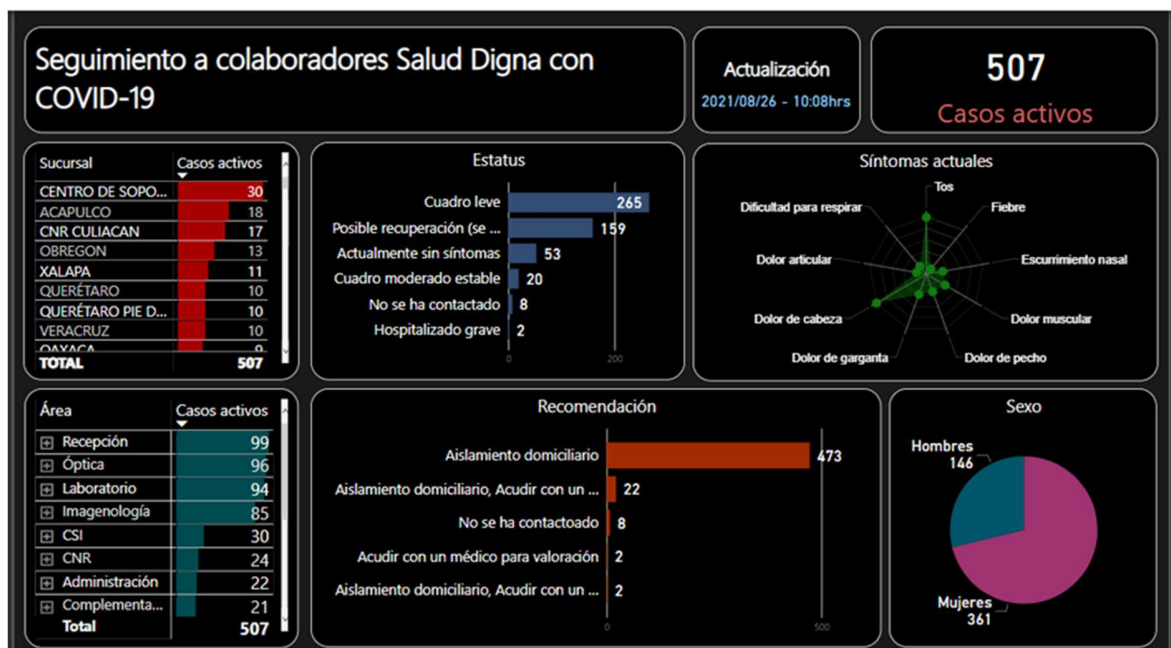 Seguimiento a colaboradores Salud Digna con
COVID-19
Actualización
2021/08/26 - 10:08hrs
507
Casos activos
Sucursal Casos activos
CENTRO DE SOPO... 30
ACAPULCO 18
CNR CULIACAN 17
OBREGON 13
XALAPA 11
QUERÉTARO 10
QUERÉTARO PIE D... 10
VERACRUZ 10
OAXACA 9
TOTAL 507
Estatus
Cuadro leve 265
Posible recuperación (se ... 159
Actualmente sin síntomas 53
Cuadro moderado estable 20
No se ha contactado 8
Hospitalizado grave 2
0 200
Síntomas actuales
Tos
Fiebre
Escurrimiento nasal
Dolor muscular
Dolor de pecho
Dolor de garganta
Dolor de cabeza
Dolor articular
Dificultad para respirar
Área Casos activos
Recepción 99
Óptica 96
Laboratorio 94
Imagenología 85
CSI 30
CNR 24
Administración 22
Complementa... 21
Total 507
Recomendación
Aislamiento domiciliario 473
Aislamiento domiciliario, Acudir con un ... 22
No se ha contactoado 8
Acudir con un médico para valoración 2
Aislamiento domiciliario, Acudir con un ... 2
0 500
Sexo
Hombres
146
Mujeres
361